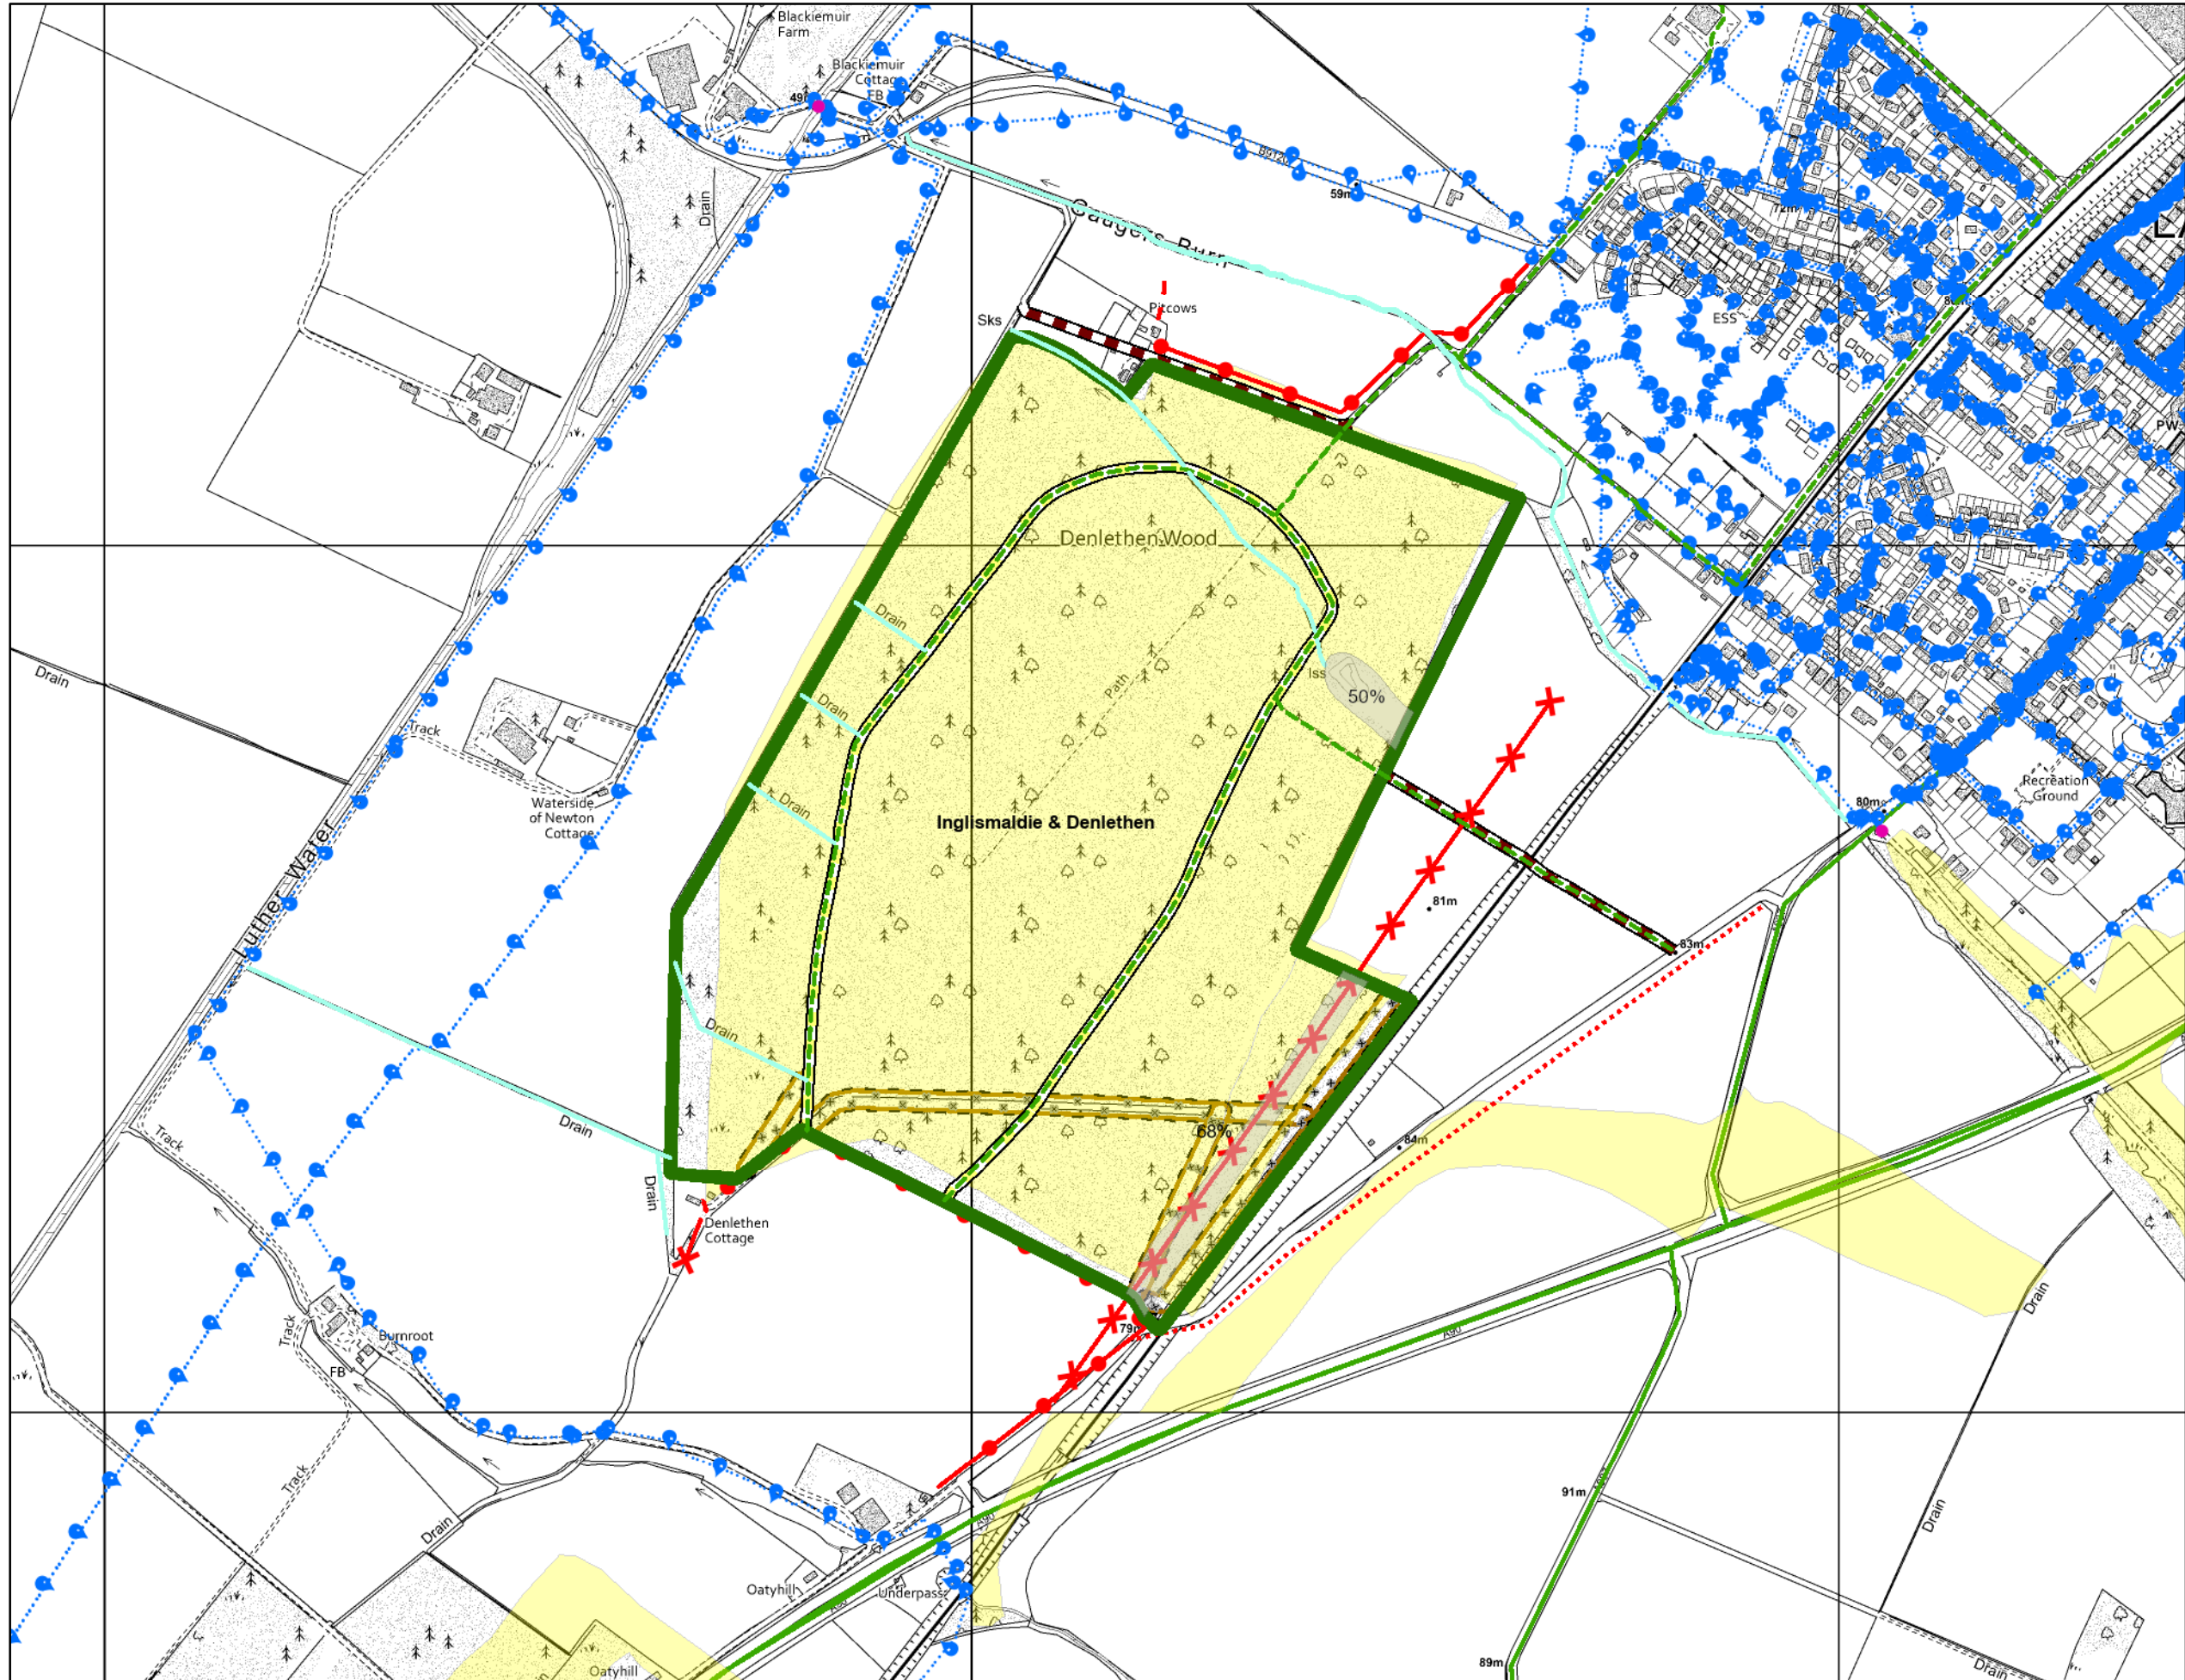 Blackiemuir
Farm
Blackiemuir
Cottage
FB
Drain
59m
72m
Gaugers Burn
Pitcows
Sks
ESS
PW
Denlethen Wood
Drain
Path
Iss
50%
Drain
Track
Drain
Drain
Waterside
of Newton
Cottage
Inglismaldie & Denlethen
Recreation
Ground
80m
Luther Water
81m
83m
Drain
68%
84m
Drain
Track
Drain
Denlethen
Cottage
Track
Burnroot
FB
79m
A90
Drain
Track
Drain
91m
A90
Drain
Oatyhill
Underpass
A90
Oatyhill
89m
Drain